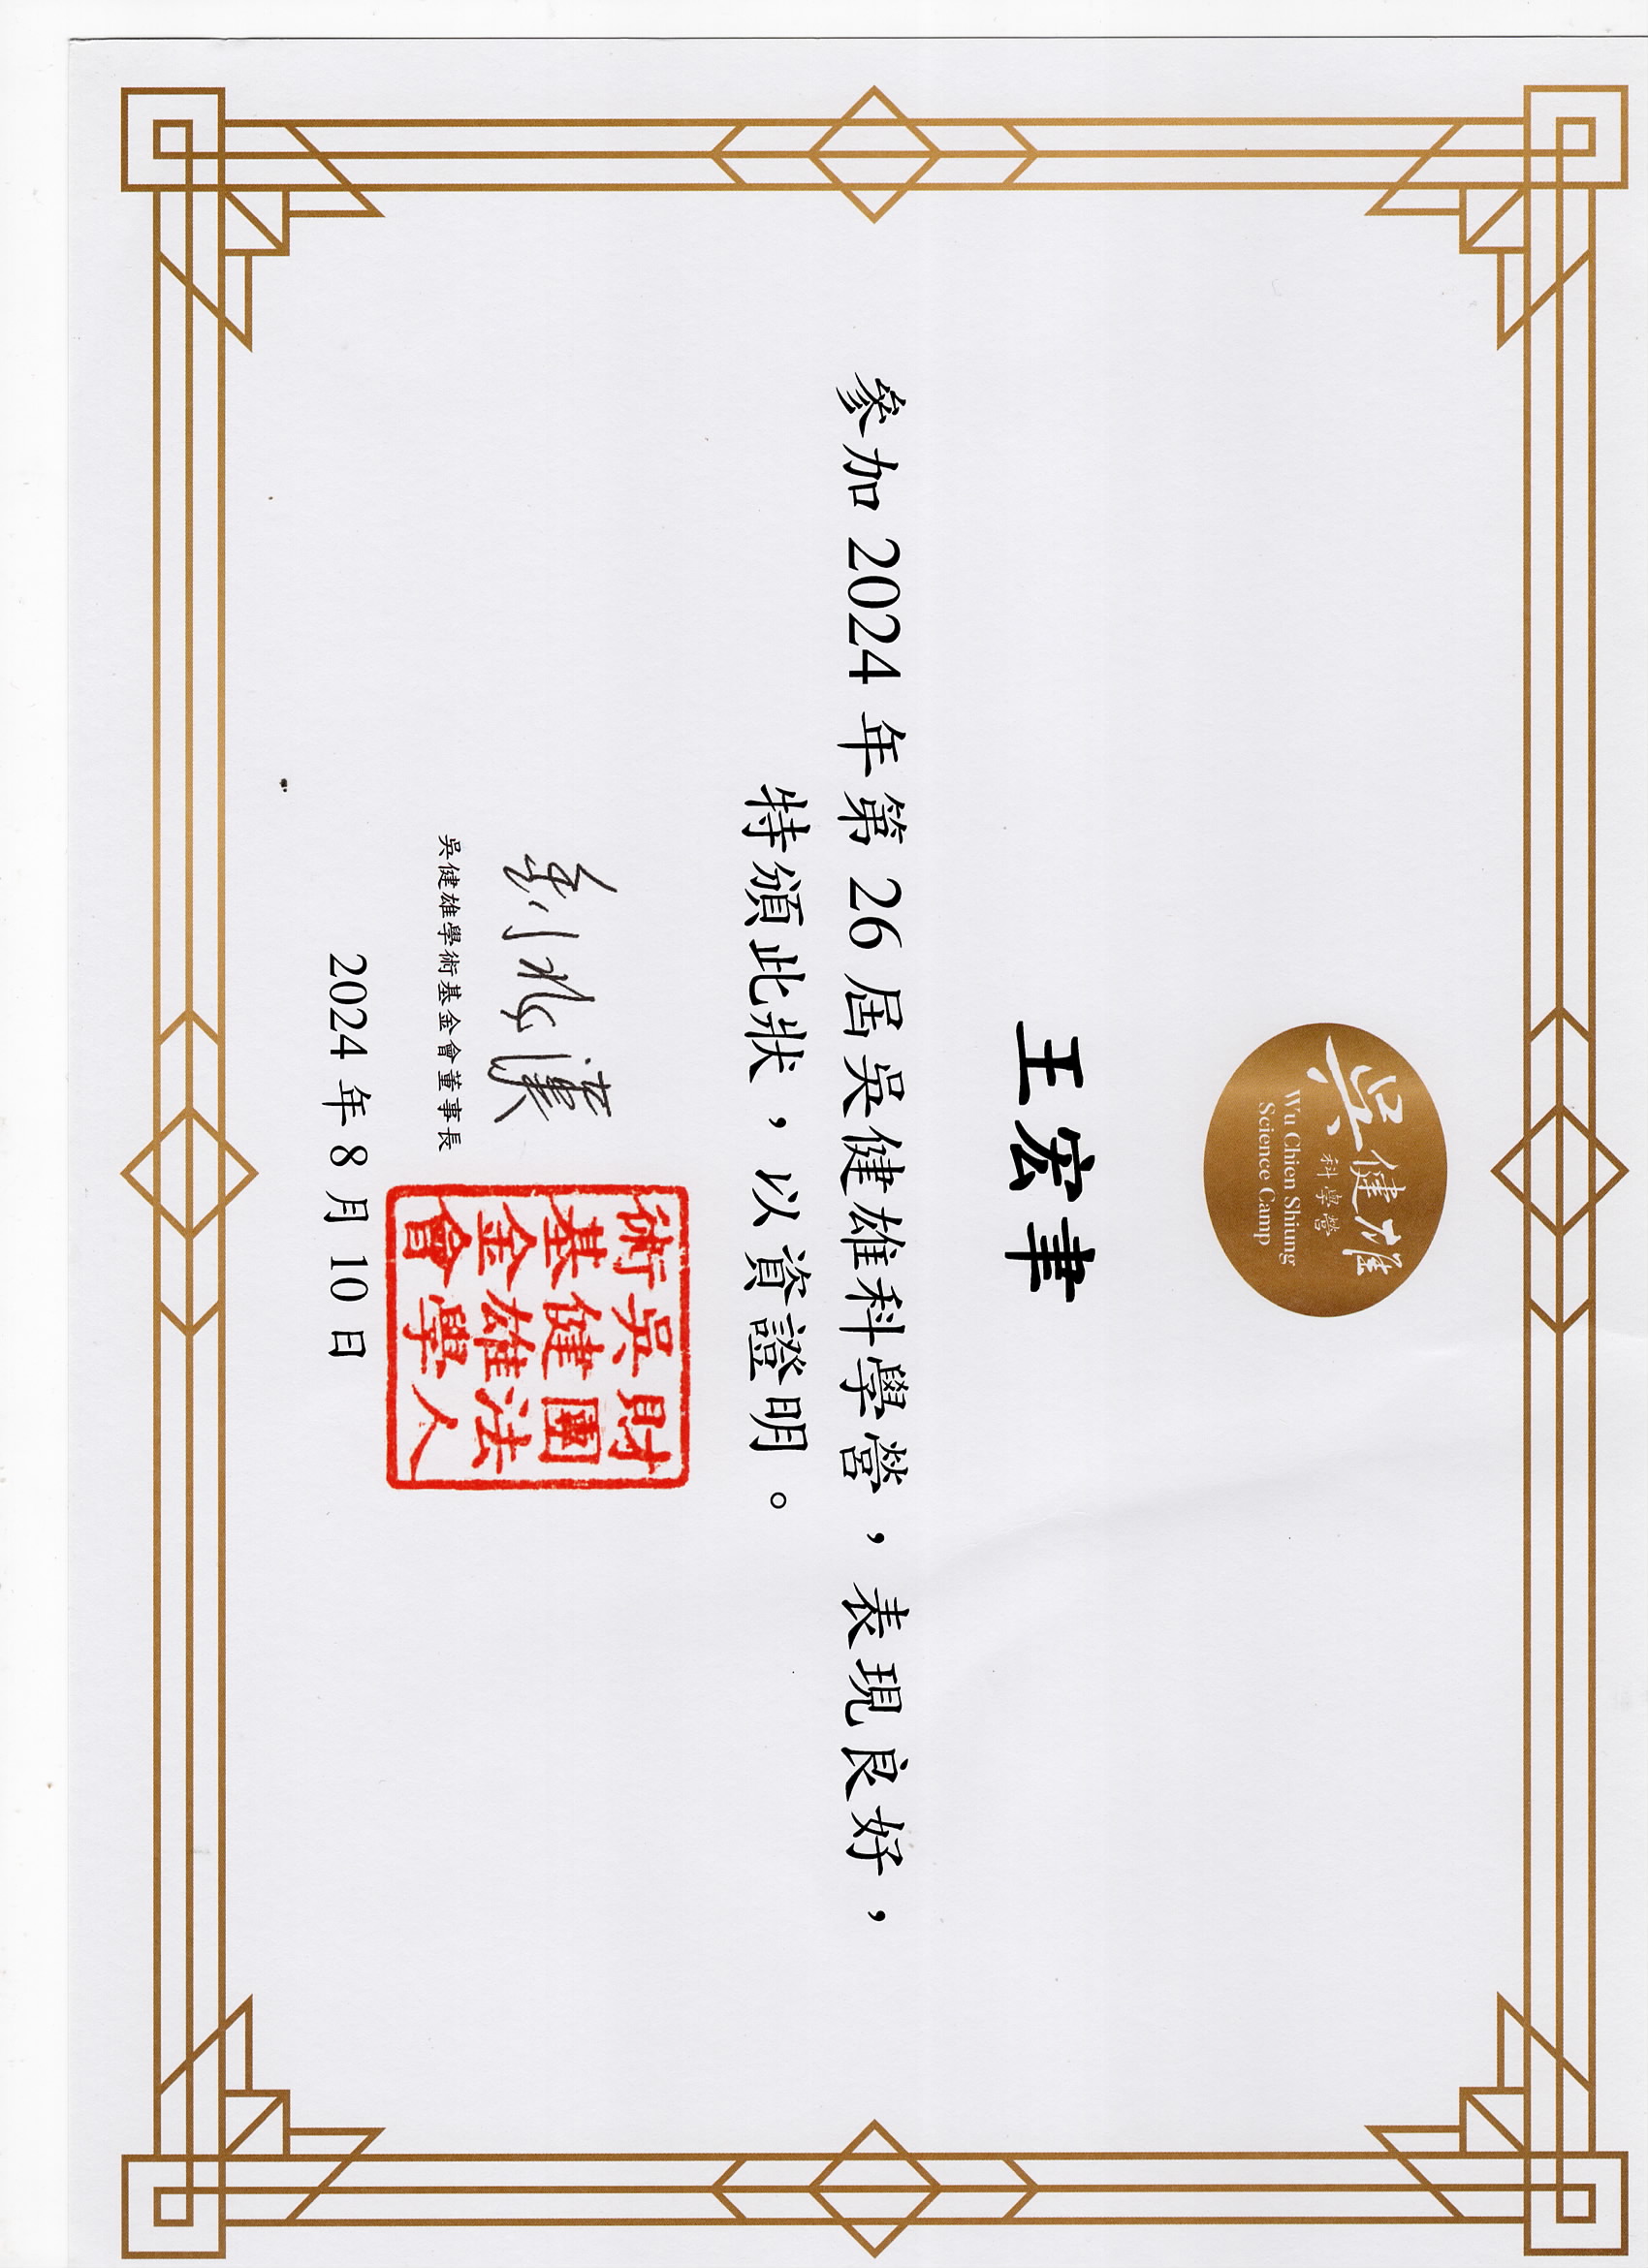 吳健雄
科學營
Wu Chien Shiung
Science Camp
王宏聿
參加 2024 年第 26 屆吳健雄科學營，表現良好，
特頒此狀，以資證明。
吳健雄學術基金會董事長
財團法人
吳健雄學
術基金會
2024 年 8 月 10 日